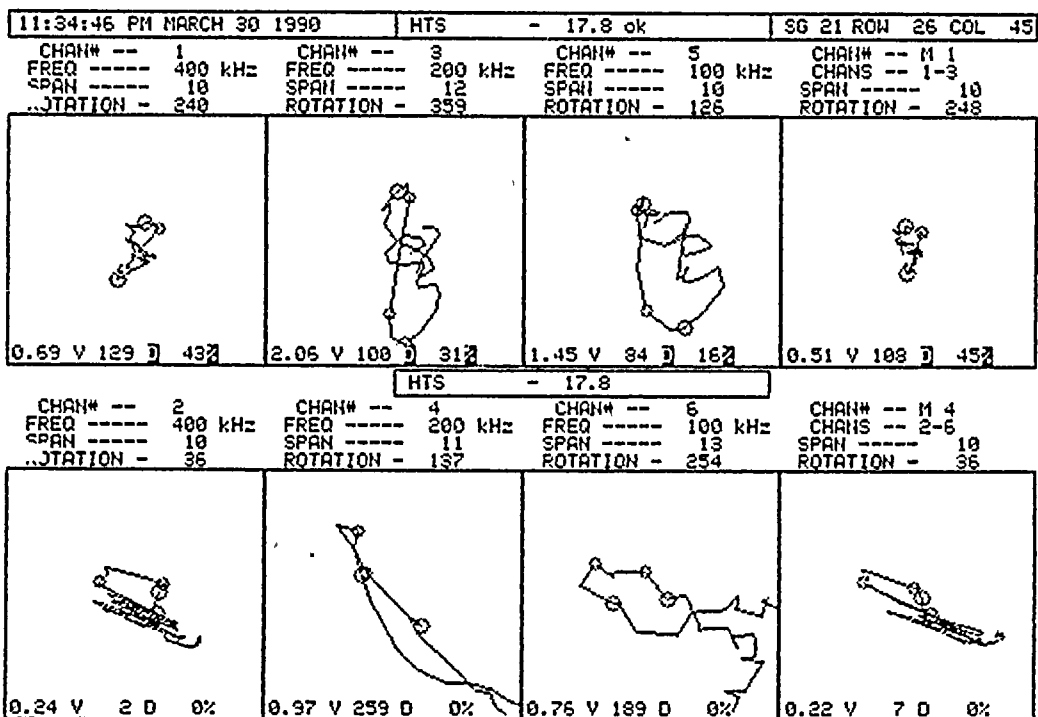 11:34:46 PM MARCH 30 1990 HTS - 17.8 ok SG 21 ROW 26 COL 45
CHAN# -- 1 CHAN# -- 3 CHAN# -- 5 CHAN# -- M 1
FREQ ----- 400 kHz FREQ ----- 200 kHz FREQ ----- 100 kHz CHANS -- 1-3
SPAN ----- 10 SPAN ----- 12 SPAN ----- 10 SPAN ----- 10
..OTATION - 240 ROTATION - 359 ROTATION - 126 ROTATION - 248
0.69 V 129 D 43% 2.06 V 100 D 31% 1.45 V 84 D 16% 0.51 V 108 D 45%
HTS - 17.8
CHAN# -- 2 CHAN# -- 4 CHAN# -- 6 CHAN# -- M 4
FREQ ----- 400 kHz FREQ ----- 200 kHz FREQ ----- 100 kHz CHANS -- 2-6
SPAN ----- 10 SPAN ----- 11 SPAN ----- 13 SPAN ----- 10
..OTATION - 36 ROTATION - 137 ROTATION - 254 ROTATION - 36
0.24 V 2 D 0% 0.97 V 259 D 0% 0.76 V 189 D 0% 0.22 V 7 D 0%